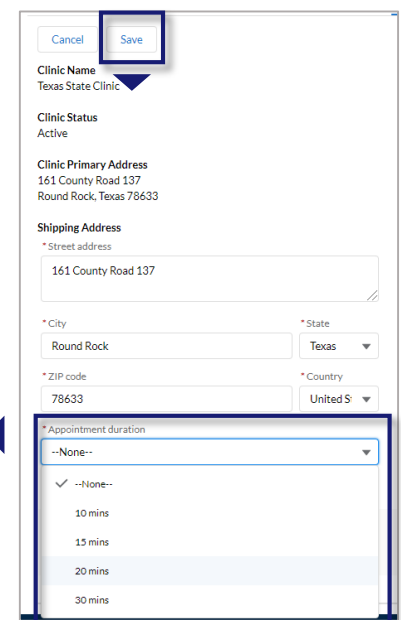 Cancel Save
Clinic Name
Texas State Clinic
Clinic Status
Active
Clinic Primary Address
161 County Road 137
Round Rock, Texas 78633
Shipping Address
* Street address
161 County Road 137
* City * State
Round Rock Texas
* ZIP code * Country
78633 United S
* Appointment duration
--None--
--None--
10 mins
15 mins
20 mins
30 mins